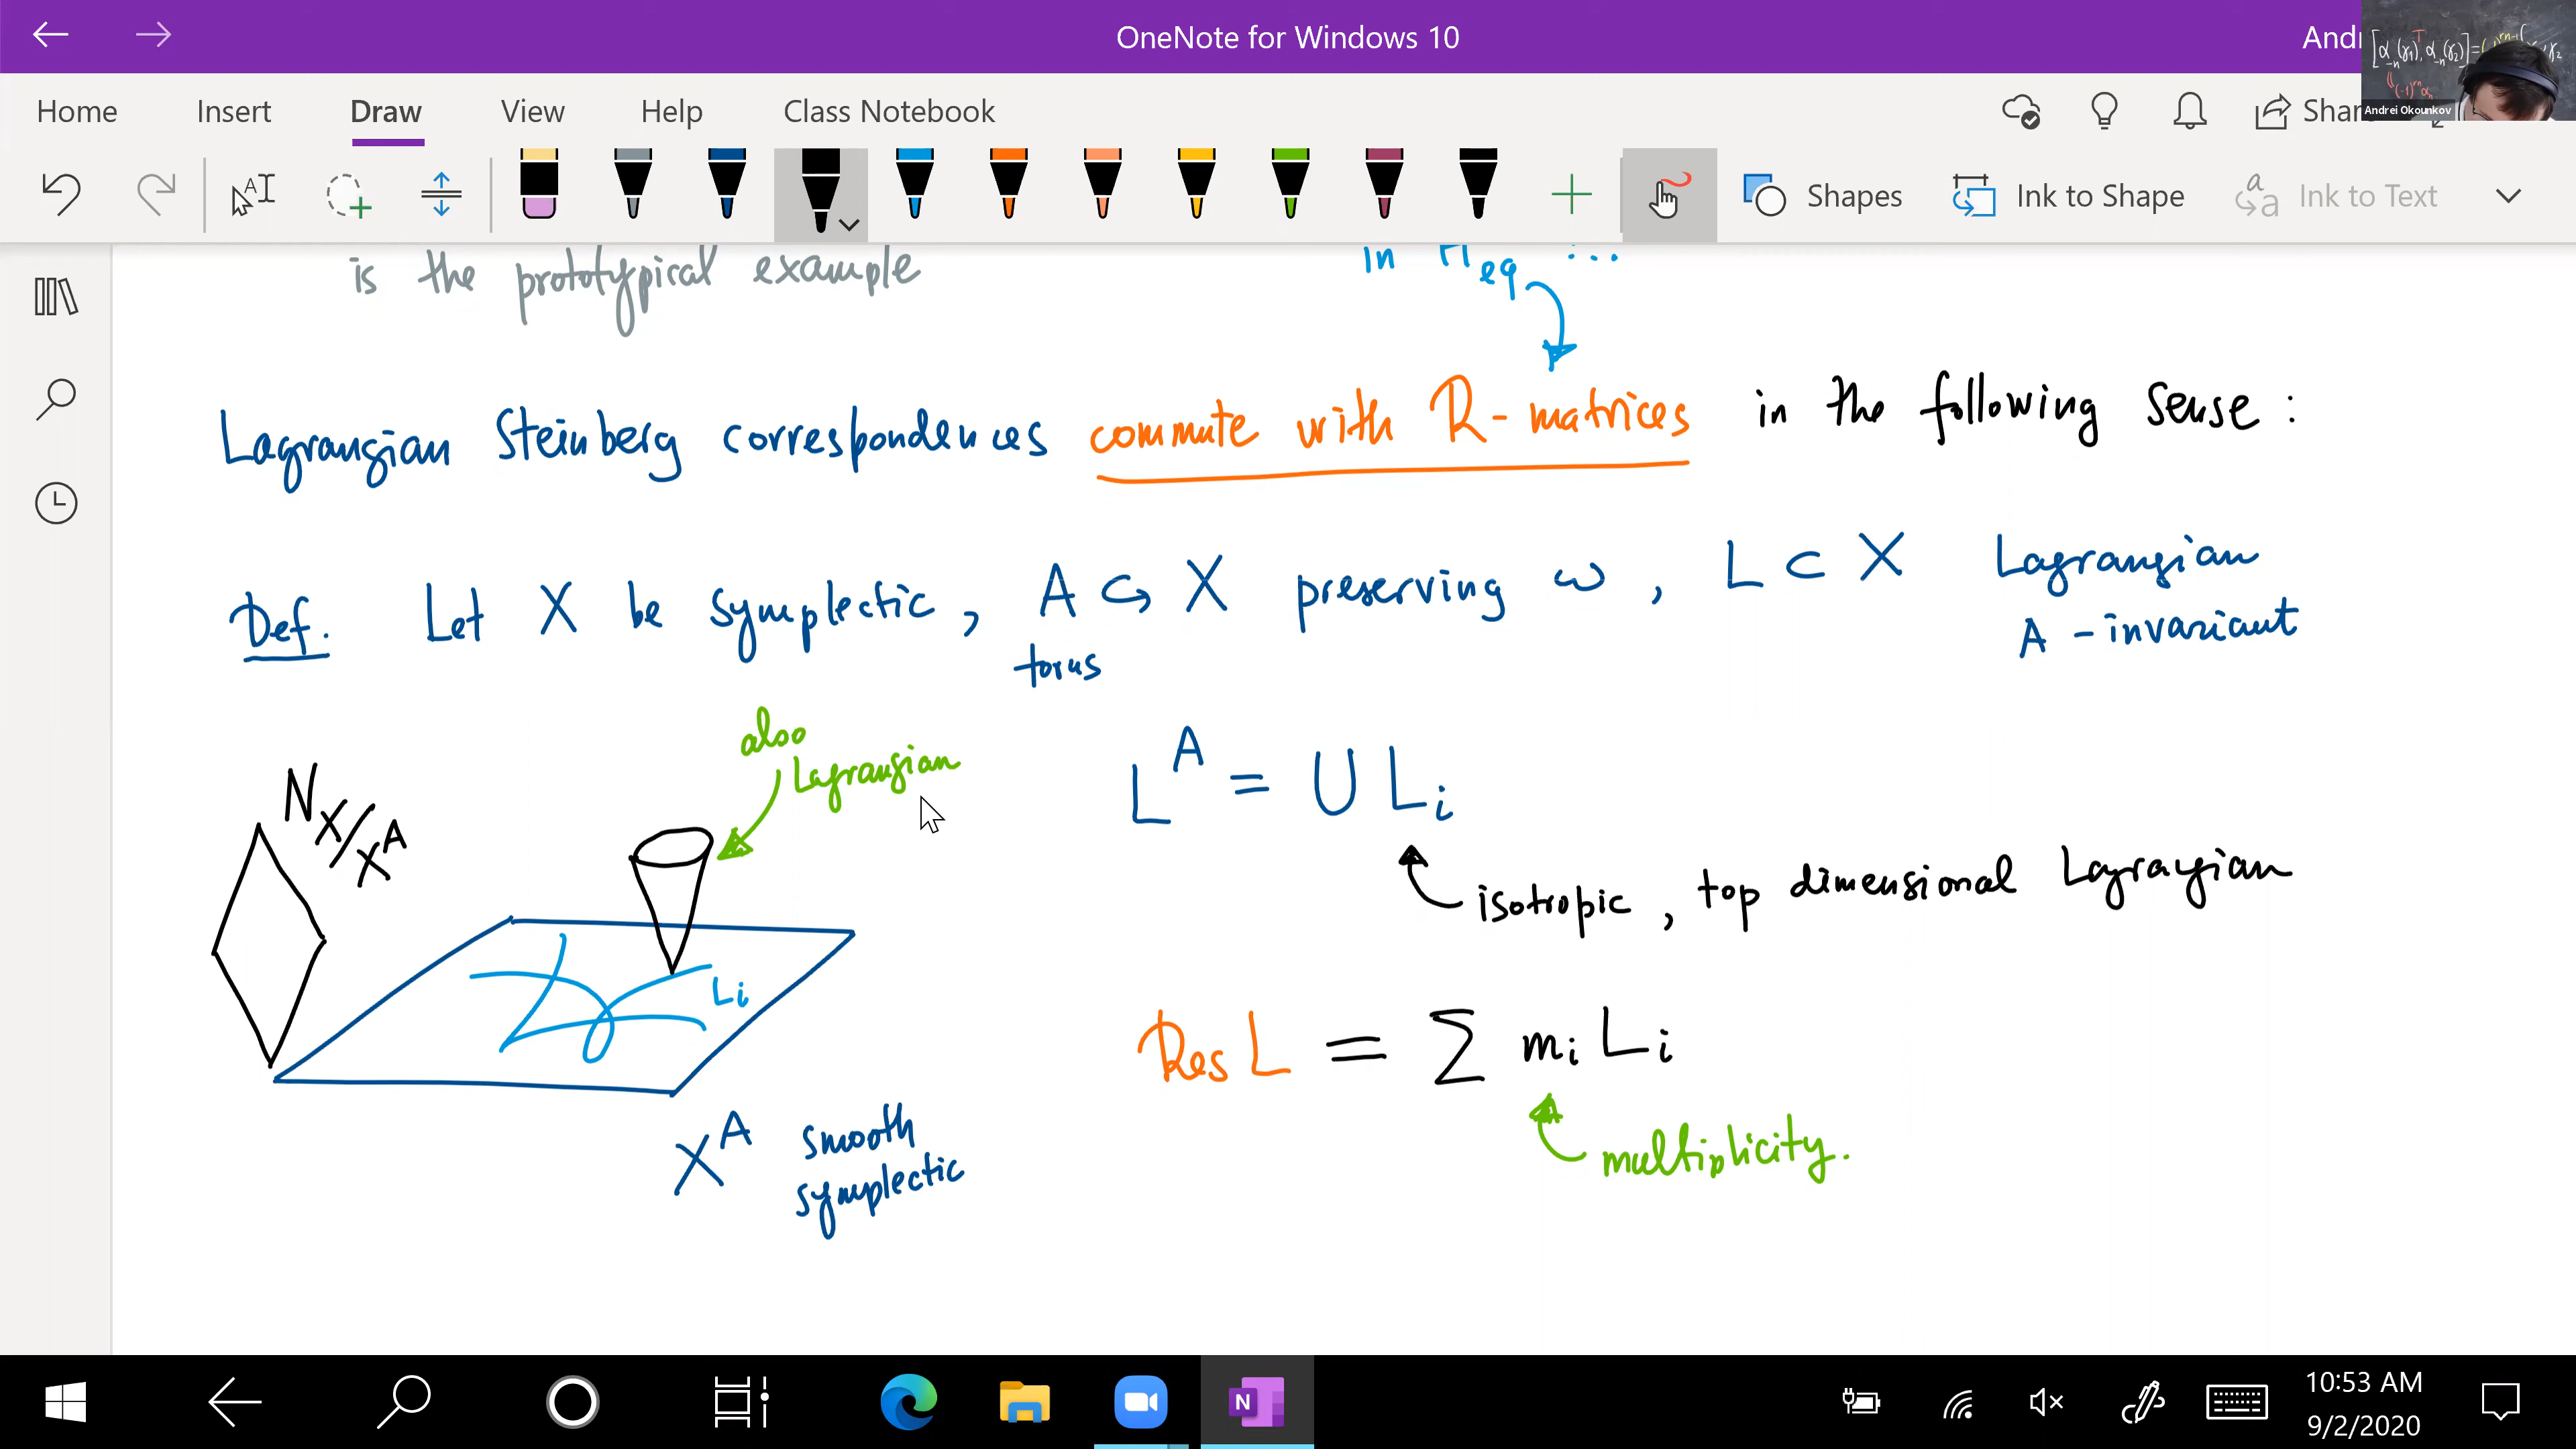 OneNote for Windows 10
Andrei Okounkov
Home Insert Draw View Help Class Notebook
Shapes Ink to Shape Ink to Text
is the prototypical example
in H_eq ...
Lagrangian Steinberg correspondences commute with R-matrices in the following sense:
Def. Let X be symplectic, A ↪ X preserving ω, L ⊂ X Lagrangian
torus
A-invariant
also
Lagrangian
N_{X/X^A}
L^A = ∪ L_i
isotropic, top dimensional Lagrangian
L_i
Res L = Σ m_i L_i
multiplicity.
X^A smooth
symplectic
10:53 AM
9/2/2020